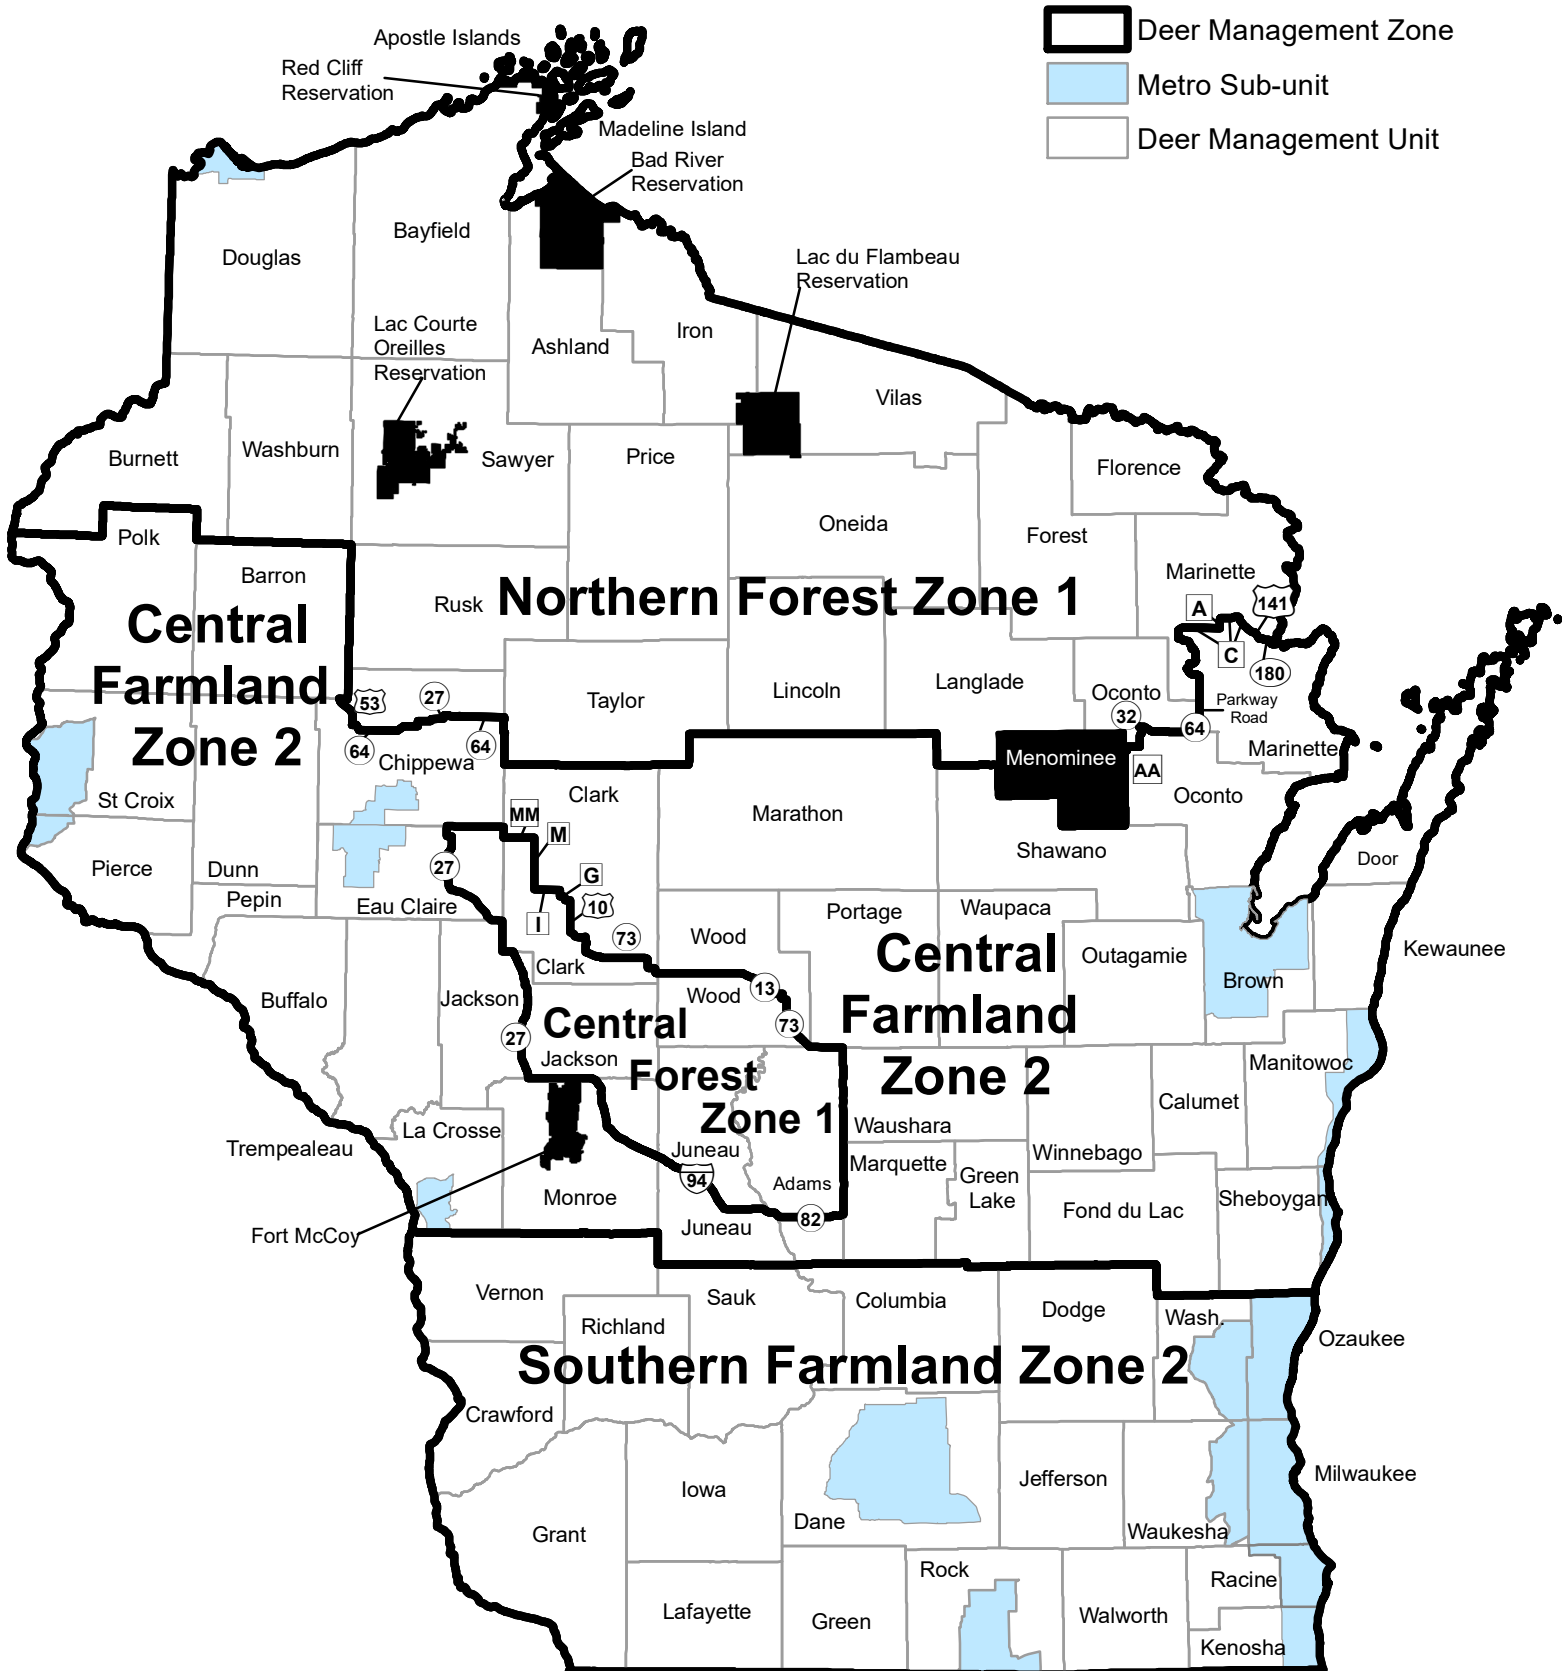 Deer Management Zone
Metro Sub-unit
Deer Management Unit
Apostle Islands
Red Cliff
Reservation
Madeline Island
Bad River
Reservation
Douglas
Bayfield
Lac du Flambeau
Reservation
Lac Courte
Oreilles
Reservation
Ashland
Iron
Vilas
Burnett
Washburn
Sawyer
Price
Florence
Oneida
Forest
Polk
Barron
Marinette
Rusk
Northern Forest Zone 1
A
141
C
180
Central
Farmland
Zone 2
53
27
64
64
Taylor
Lincoln
Langlade
Oconto
32
64
Parkway
Road
Marinette
Chippewa
Menominee
AA
Oconto
St Croix
Clark
Marathon
MM
M
Shawano
Door
Pierce
Dunn
27
G
Pepin
Eau Claire
I
10
73
Wood
Portage
Waupaca
Outagamie
Kewaunee
Brown
Clark
Wood
13
73
Central
Farmland
Zone 2
Buffalo
Jackson
27
Jackson
Central
Forest
Zone 1
Manitowoc
Calumet
Waushara
Winnebago
Trempealeau
La Crosse
Juneau
94
Adams
Marquette
Green
Lake
Fond du Lac
Sheboygan
Monroe
82
Juneau
Fort McCoy
Vernon
Sauk
Columbia
Dodge
Wash.
Ozaukee
Richland
Southern Farmland Zone 2
Crawford
Iowa
Dane
Jefferson
Waukesha
Milwaukee
Grant
Rock
Racine
Lafayette
Green
Walworth
Kenosha